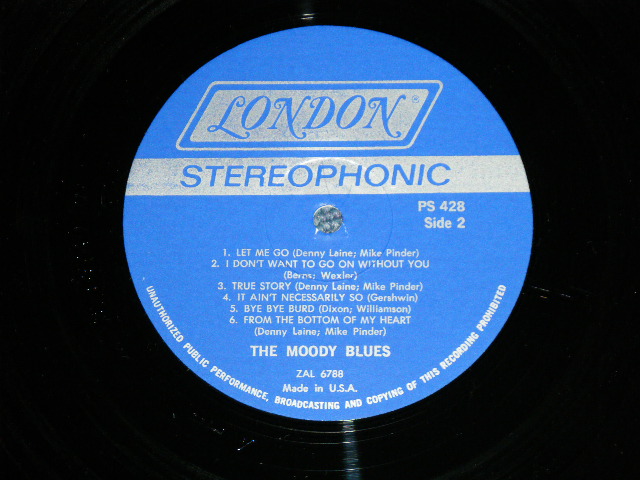 LONDON®
STEREOPHONIC
PS 428
Side 2
1. LET ME GO (Denny Laine; Mike Pinder)
2. I DON'T WANT TO GO ON WITHOUT YOU
(Berns; Wexler)
3. TRUE STORY (Denny Laine; Mike Pinder)
4. IT AIN'T NECESSARILY SO (Gershwin)
5. BYE BYE BURD (Dixon; Williamson)
6. FROM THE BOTTOM OF MY HEART
(Denny Laine; Mike Pinder)
THE MOODY BLUES
ZAL 6788
Made in U.S.A.
UNAUTHORIZED PUBLIC PERFORMANCE, BROADCASTING AND COPYING OF THIS RECORDING PROHIBITED